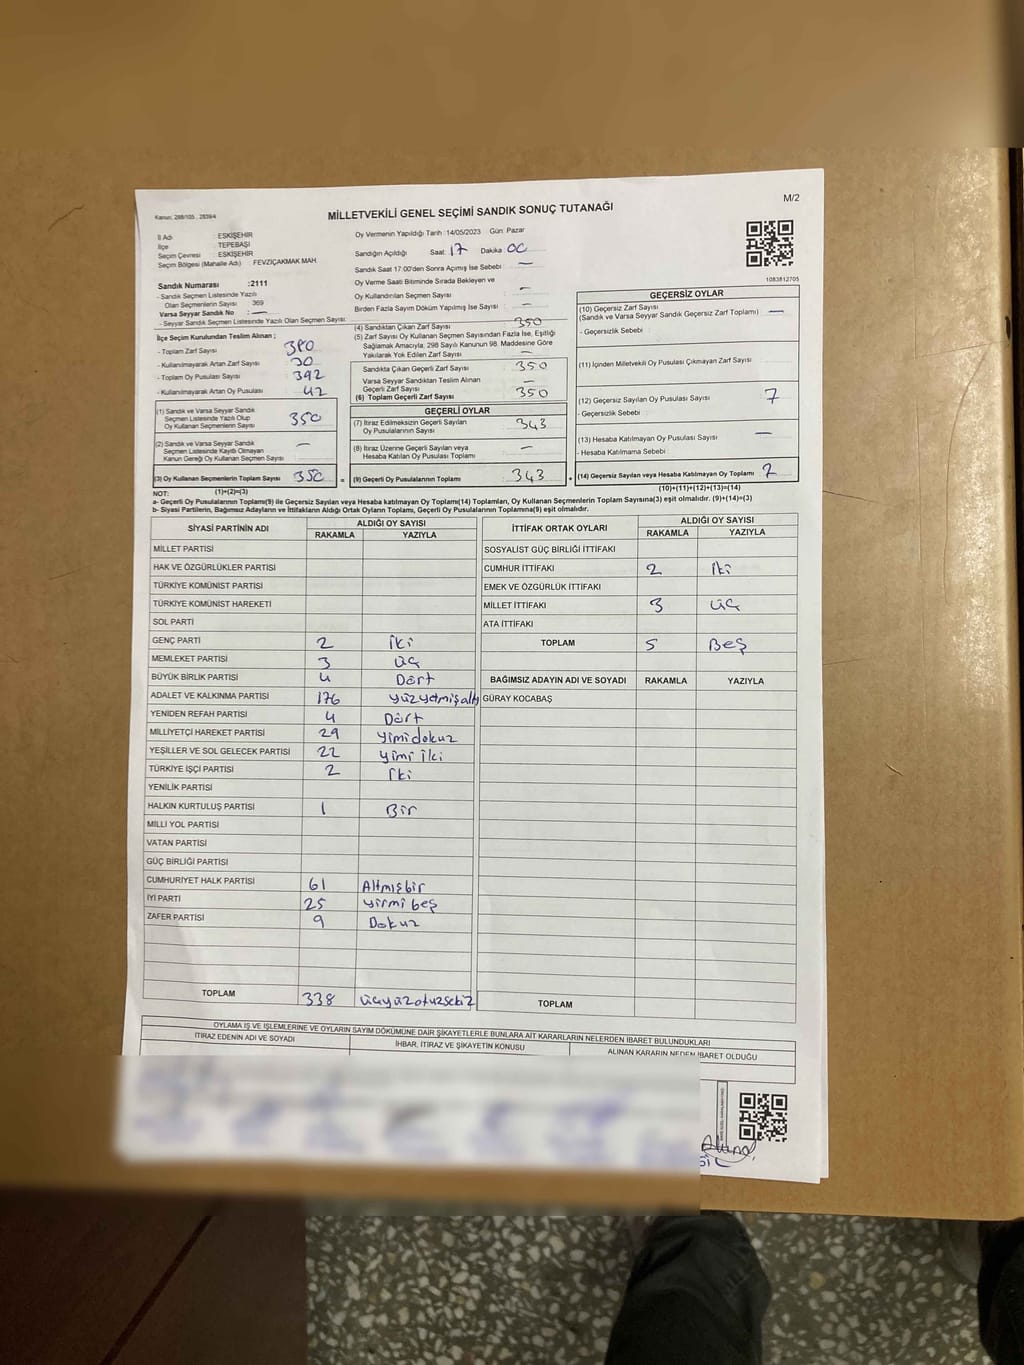 M/2
Kanun: 298/105 , 2839/4
MİLLETVEKİLİ GENEL SEÇİMİ SANDIK SONUÇ TUTANAĞI
İl Adı : ESKİŞEHİR
İlçe : TEPEBAŞI
Seçim Çevresi : ESKİŞEHİR
Seçim Bölgesi (Mahalle Adı) : FEVZİÇAKMAK MAH.
Sandık Numarası :2111
- Sandık Seçmen Listesinde Yazılı
Olan Seçmenlerin Sayısı : 369
Varsa Seyyar Sandık No : —
- Seyyar Sandık Seçmen Listesinde Yazılı Olan Seçmen Sayısı:
İlçe Seçim Kurulundan Teslim Alınan ;
- Toplam Zarf Sayısı : 380
- Kullanılmayarak Artan Zarf Sayısı : 30
- Toplam Oy Pusulası Sayısı : 392
- Kullanılmayarak Artan Oy Pusulası : 42
(1) Sandık ve Varsa Seyyar Sandık
Seçmen Listesinde Yazılı Olup
Oy Kullanan Seçmenlerin Sayısı 350
(2) Sandık ve Varsa Seyyar Sandık
Seçmen Listesinde Kayıtlı Olmayan
Kanun Gereği Oy Kullanan Seçmen Sayısı —
(3) Oy Kullanan Seçmenlerin Toplam Sayısı 350 =
(1)+(2)=(3)
Oy Vermenin Yapıldığı Tarih :14/05/2023 Gün: Pazar
Sandığın Açıldığı Saat: 17 Dakika: 00
Sandık Saat 17:00'den Sonra Açımış İse Sebebi : —
Oy Verme Saati Bitiminde Sırada Bekleyen ve
Oy Kullandırılan Seçmen Sayısı : —
Birden Fazla Sayım Döküm Yapılmış İse Sayısı : —
(4) Sandıktan Çıkan Zarf Sayısı : 350
(5) Zarf Sayısı Oy Kullanan Seçmen Sayısından Fazla İse, Eşitliği
Sağlamak Amacıyla, 298 Sayılı Kanunun 98. Maddesine Göre
Yakılarak Yok Edilen Zarf Sayısı : —
Sandıkta Çıkan Geçerli Zarf Sayısı : 350
Varsa Seyyar Sandıktan Teslim Alınan
Geçerli Zarf Sayısı : —
(6) Toplam Geçerli Zarf Sayısı : 350
GEÇERLİ OYLAR
(7) İtiraz Edilmeksizin Geçerli Sayılan
Oy Pusulalarının Sayısı : 343
(8) İtiraz Üzerine Geçerli Sayılan veya
Hesaba Katılan Oy Pusulası Toplamı : —
(9) Geçerli Oy Pusulalarının Toplamı : 343 +
1083812705
GEÇERSİZ OYLAR
(10) Geçersiz Zarf Sayısı
(Sandık ve Varsa Seyyar Sandık Geçersiz Zarf Toplamı) : —
- Geçersizlik Sebebi :
(11) İçinden Milletvekili Oy Pusulası Çıkmayan Zarf Sayısı :
(12) Geçersiz Sayılan Oy Pusulası Sayısı : 7
- Geçersizlik Sebebi :
(13) Hesaba Katılmayan Oy Pusulası Sayısı : —
- Hesaba Katılmama Sebebi :
(14) Geçersiz Sayılan veya Hesaba Katılmayan Oy Toplamı : 7
(10)+(11)+(12)+(13)=(14)
NOT:
a- Geçerli Oy Pusulalarının Toplamı(9) ile Geçersiz Sayılan veya Hesaba katılmayan Oy Toplam(14) Toplamları, Oy Kullanan Seçmenlerin Toplam Sayısına(3) eşit olmalıdır. (9)+(14)=(3)
b- Siyasi Partilerin, Bağımsız Adayların ve İttifakların Aldığı Ortak Oyların Toplamı, Geçerli Oy Pusulalarının Toplamına(9) eşit olmalıdır.
SİYASİ PARTİNİN ADI ALDIĞI OY SAYISI
RAKAMLA YAZIYLA
MİLLET PARTİSİ
HAK VE ÖZGÜRLÜKLER PARTİSİ
TÜRKİYE KOMÜNİST PARTİSİ
TÜRKİYE KOMÜNİST HAREKETİ
SOL PARTİ
GENÇ PARTİ 2 iki
MEMLEKET PARTİSİ 3 üç
BÜYÜK BİRLİK PARTİSİ 4 Dört
ADALET VE KALKINMA PARTİSİ 176 yüzyetmişaltı
YENİDEN REFAH PARTİSİ 4 Dört
MİLLİYETÇİ HAREKET PARTİSİ 29 yimidokuz
YEŞİLLER VE SOL GELECEK PARTİSİ 22 yimi iki
TÜRKİYE İŞÇİ PARTİSİ 2 iki
YENİLİK PARTİSİ
HALKIN KURTULUŞ PARTİSİ 1 Bir
MİLLİ YOL PARTİSİ
VATAN PARTİSİ
GÜÇ BİRLİĞİ PARTİSİ
CUMHURİYET HALK PARTİSİ 61 Altmışbir
İYİ PARTİ 25 yirmi beş
ZAFER PARTİSİ 9 Dokuz
TOPLAM 338 üçyüzotuzsekiz
İTTİFAK ORTAK OYLARI ALDIĞI OY SAYISI
RAKAMLA YAZIYLA
SOSYALİST GÜÇ BİRLİĞİ İTTİFAKI
CUMHUR İTTİFAKI 2 iki
EMEK VE ÖZGÜRLÜK İTTİFAKI
MİLLET İTTİFAKI 3 üç
ATA İTTİFAKI
TOPLAM 5 Beş
BAĞIMSIZ ADAYIN ADI VE SOYADI RAKAMLA YAZIYLA
GÜRAY KOCABAŞ
TOPLAM
OYLAMA İŞ VE İŞLEMLERİNE VE OYLARIN SAYIM DÖKÜMÜNE DAİR ŞİKAYETLERLE BUNLARA AİT KARARLARIN NELERDEN İBARET BULUNDUKLARI
İTİRAZ EDENİN ADI VE SOYADI
İHBAR, İTİRAZ VE ŞİKAYETİN KONUSU
ALINAN KARARIN NEDEN İBARET OLDUĞU